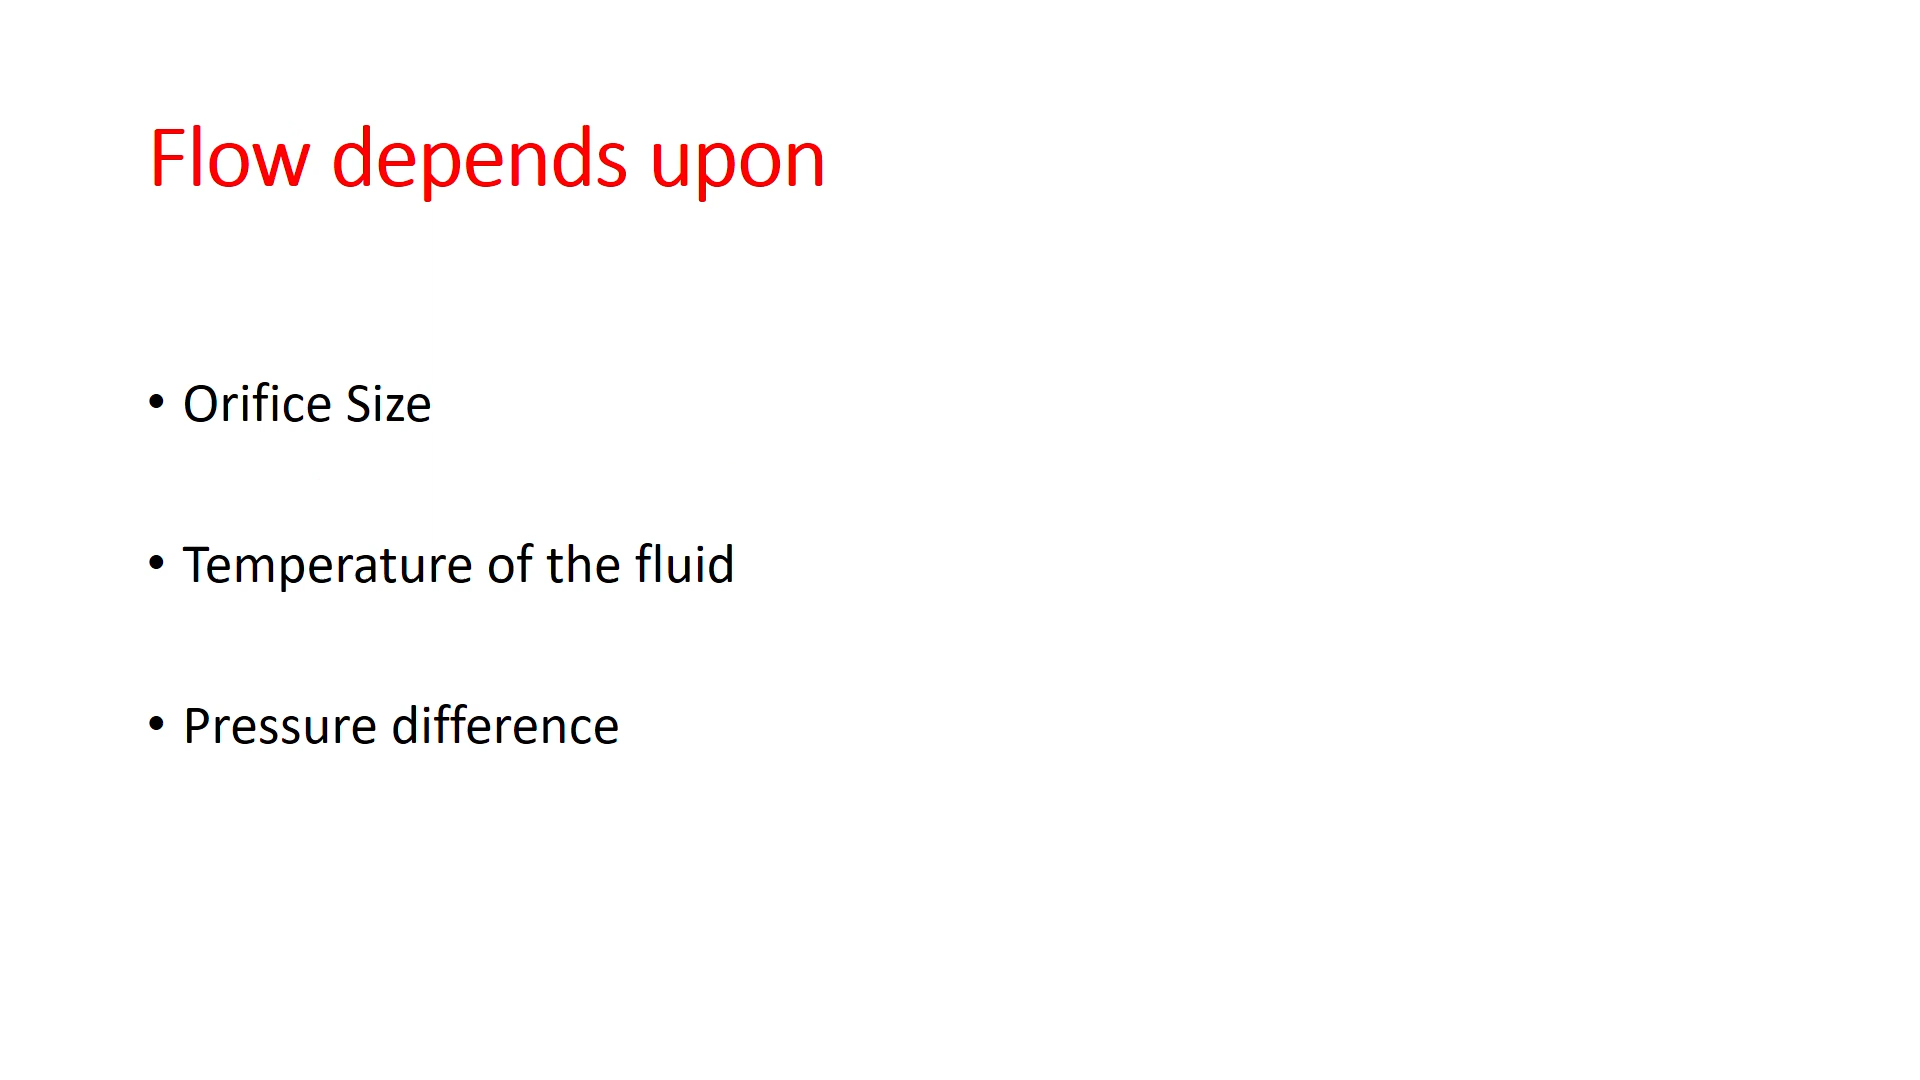 Flow depends upon
• Orifice Size
• Temperature of the fluid
• Pressure difference